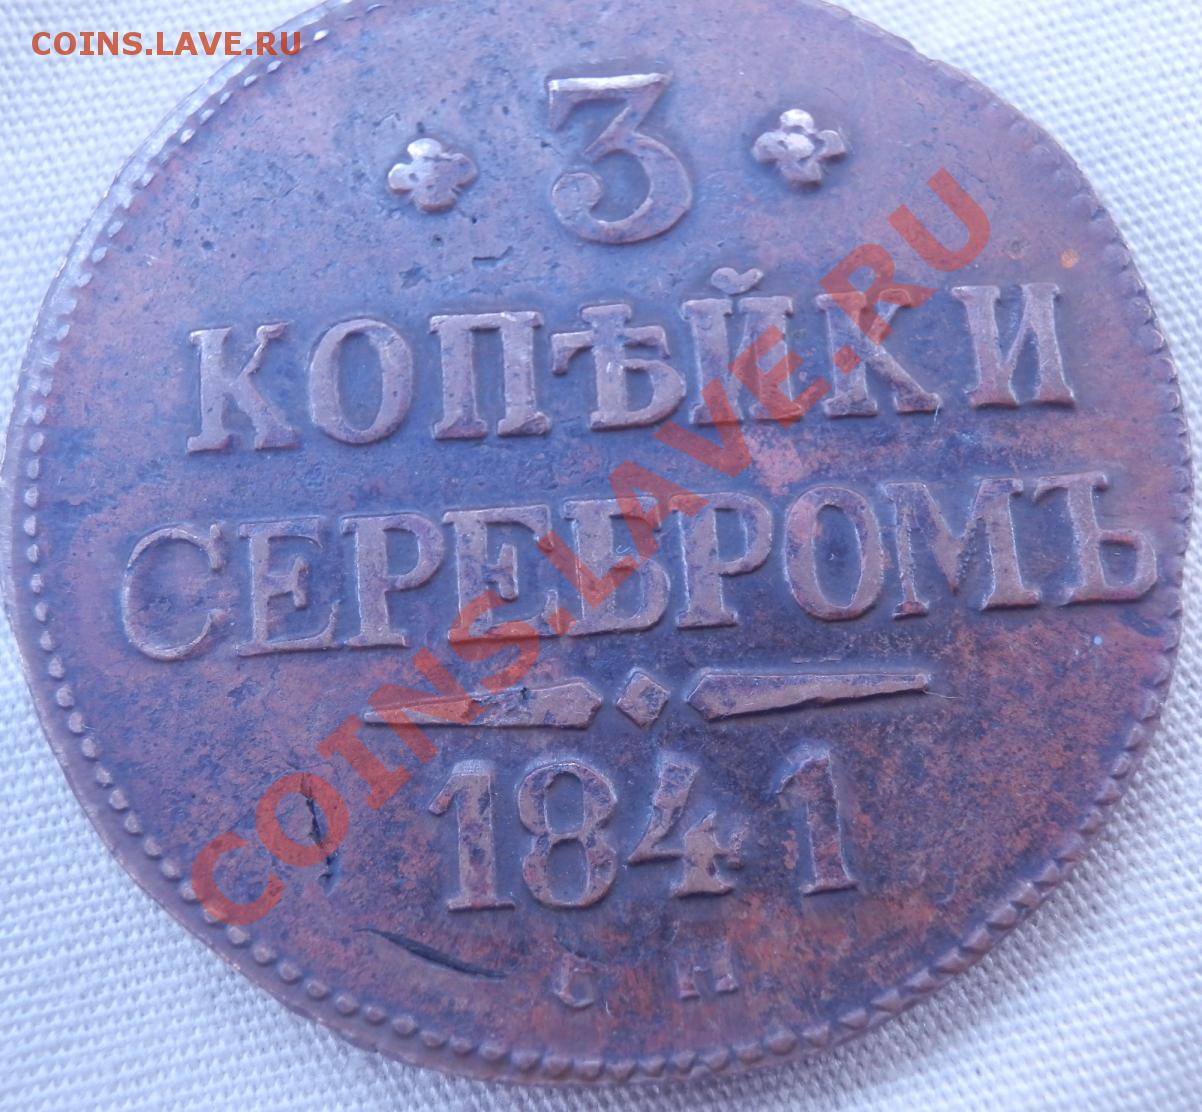 COINS.LAVE.RU
3
КОПѢЙКИ
СЕРЕБРОМЪ
1841
СП
COINS.LAVE.RU